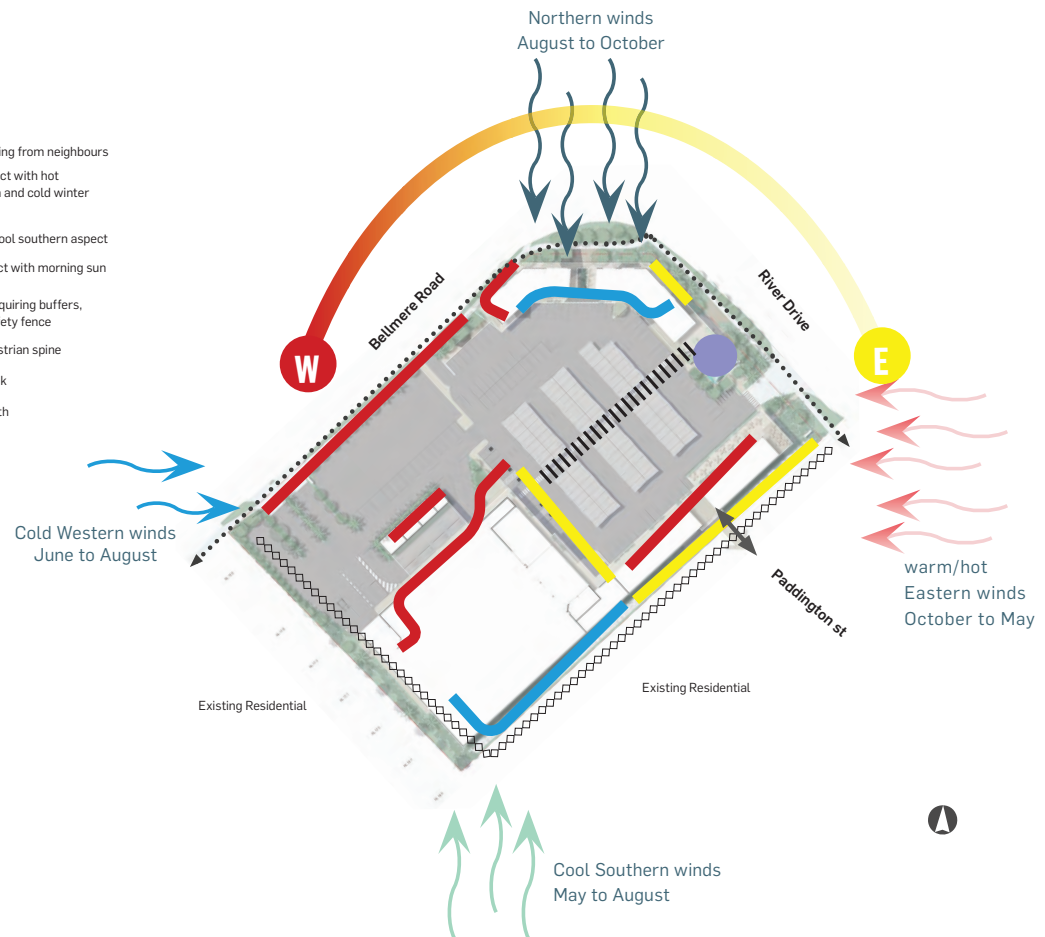 Northern winds
August to October
ing from neighbours
ct with hot
and cold winter
ool southern aspect
ct with morning sun
quiring buffers,
ety fence
strian spine
k
th
Bellmere Road
River Drive
W
E
Cold Western winds
June to August
warm/hot
Eastern winds
October to May
Paddington st
Existing Residential
Existing Residential
Cool Southern winds
May to August